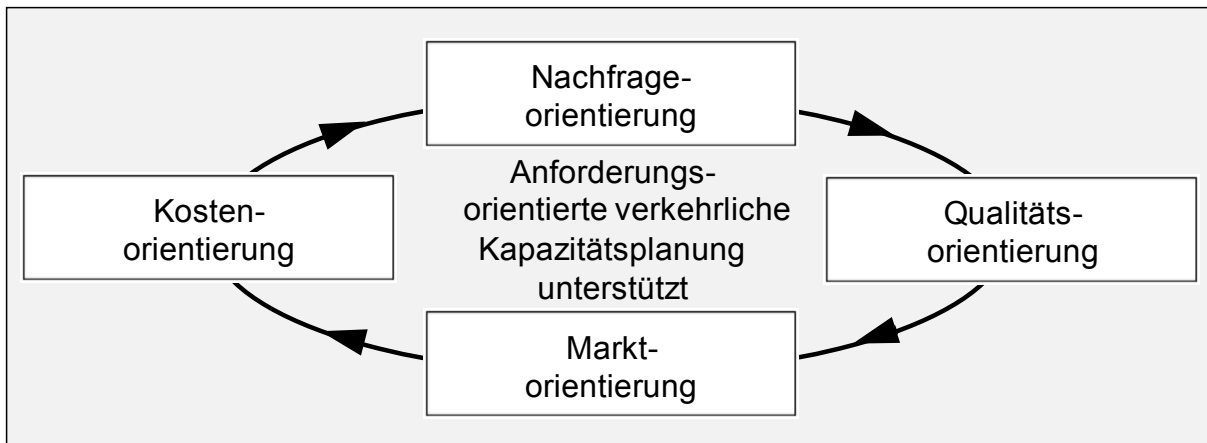 Nachfrage-
orientierung
Anforderungs-
orientierte verkehrliche
Kapazitätsplanung
unterstützt
Kosten-
orientierung
Qualitäts-
orientierung
Markt-
orientierung